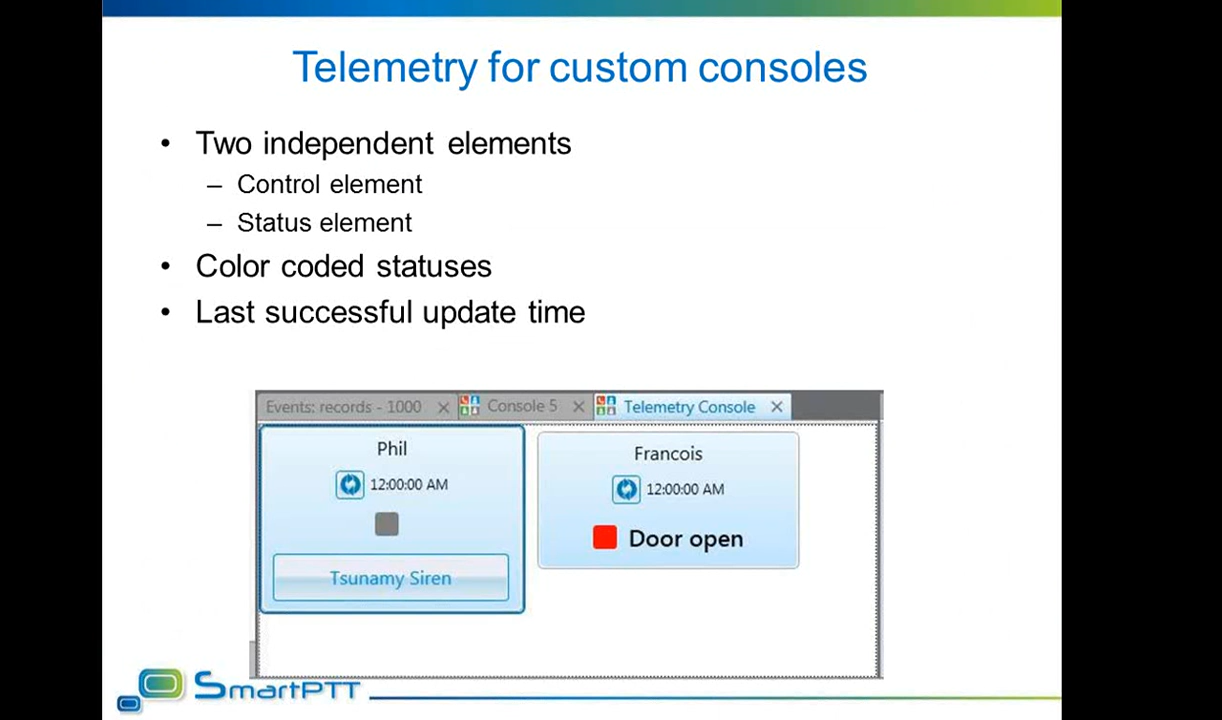 Telemetry for custom consoles
• Two independent elements
– Control element
– Status element
• Color coded statuses
• Last successful update time
Events: records - 1000 Console 5 Telemetry Console
Phil
12:00:00 AM
Tsunamy Siren
Francois
12:00:00 AM
Door open
SmartPTT